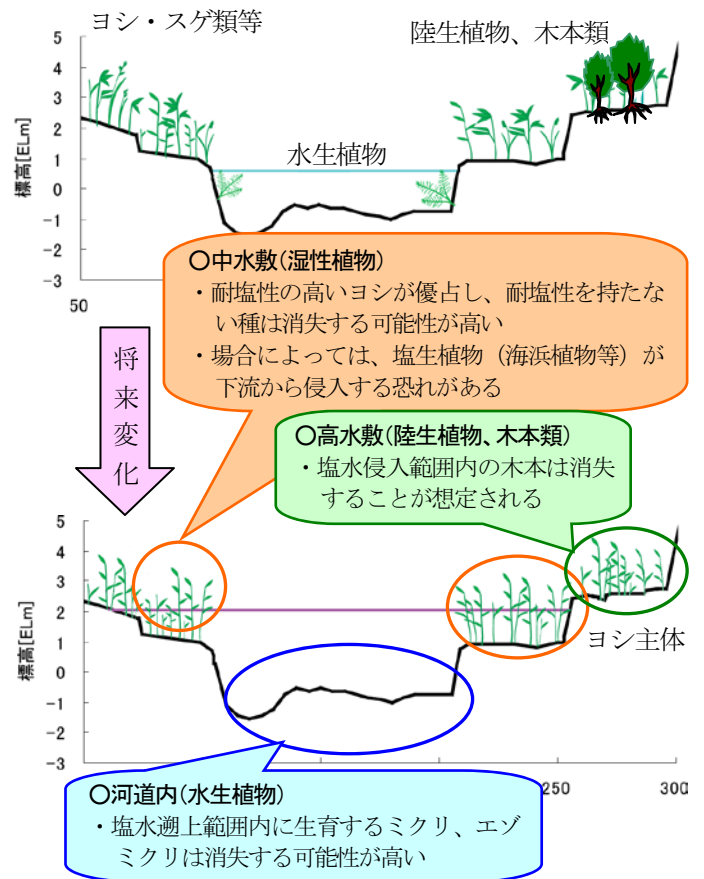 ヨシ・スゲ類等
陸生植物、木本類
5
4
3
2
1
0
-1
-2
-3
標高[ELm]
水生植物
50
〇中水敷(湿性植物)
・耐塩性の高いヨシが優占し、耐塩性を持たな
い種は消失する可能性が高い
・場合によっては、塩生植物（海浜植物等）が
下流から侵入する恐れがある
将来変化
〇高水敷(陸生植物、木本類)
・塩水侵入範囲内の木本は消失
することが想定される
5
4
3
2
1
0
-1
-2
-3
標高[ELm]
ヨシ主体
250
300
〇河道内(水生植物)
・塩水遡上範囲内に生育するミクリ、エゾ
ミクリは消失する可能性が高い